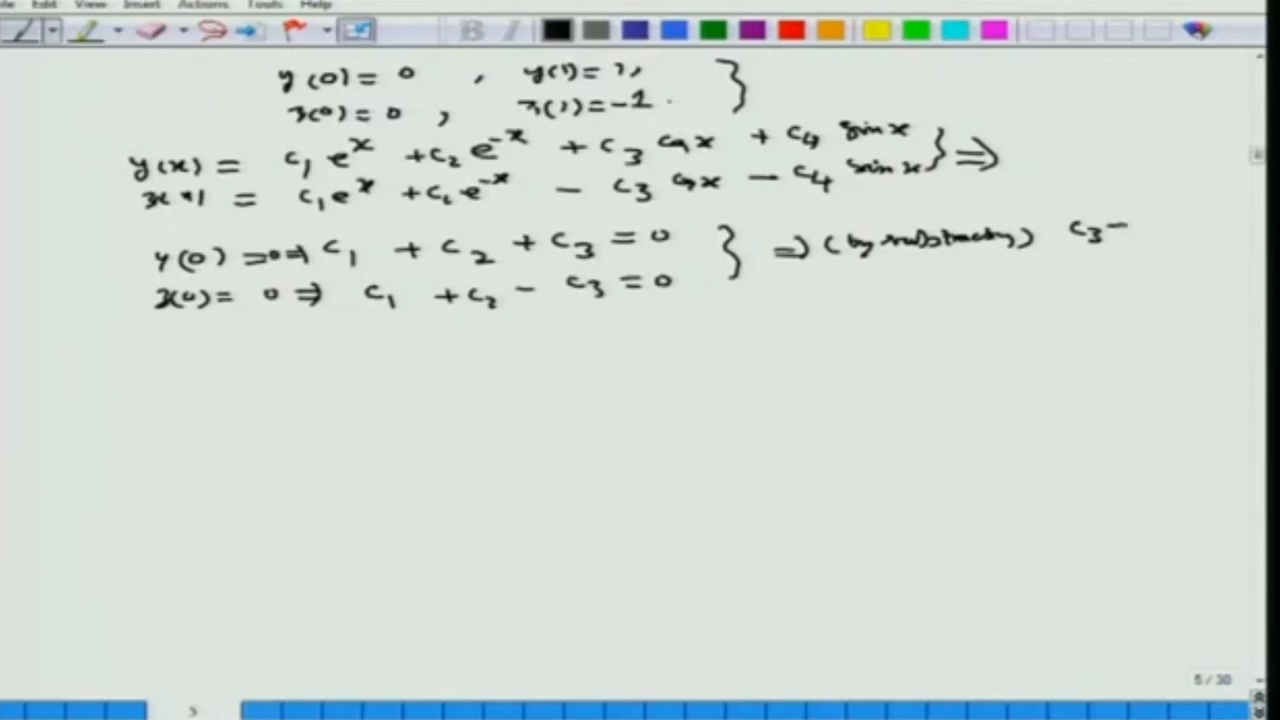 Edit View Insert Actions Tools Help
y(0) = 0 , y(1) = 1,
z(0) = 0 , z(1) = -1 .
y(x) = c₁ eˣ + c₂ e⁻ˣ + c₃ cos x + c₄ sin x } ⇒
z(x) = c₁ eˣ + c₂ e⁻ˣ - c₃ cos x - c₄ sin x
y(0) = 0 ⇒ c₁ + c₂ + c₃ = 0 } ⇒ (by subtracting) c₃ -
z(0) = 0 ⇒ c₁ + c₂ - c₃ = 0
5 / 30